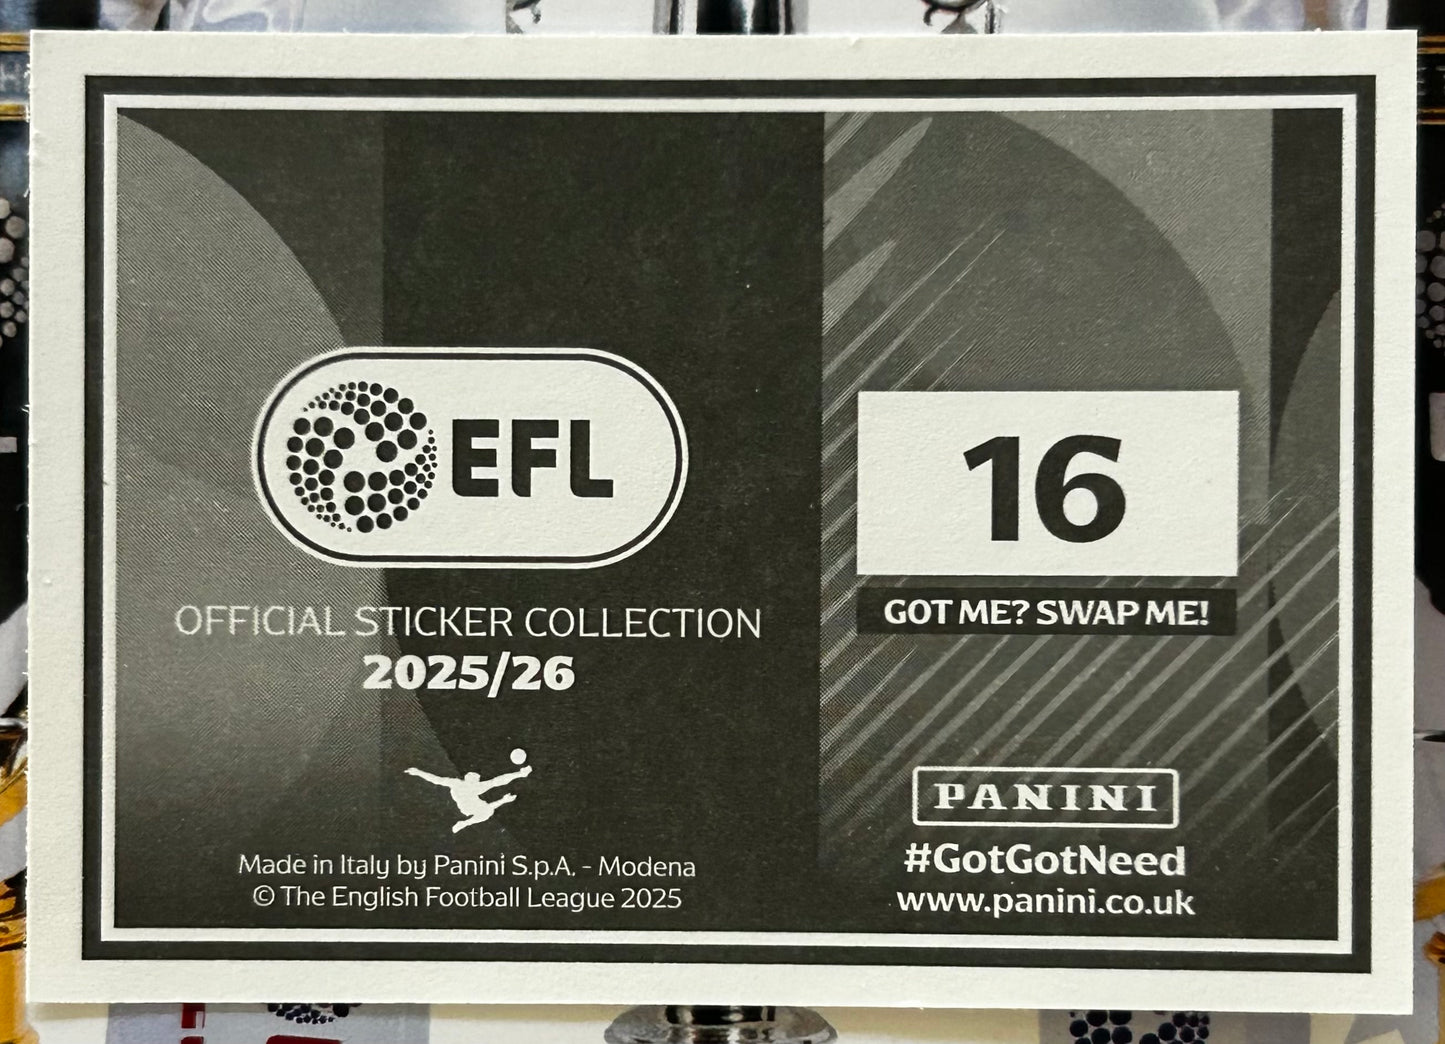 EFL
OFFICIAL STICKER COLLECTION
2025/26
Made in Italy by Panini S.p.A. - Modena
© The English Football League 2025
16
GOT ME? SWAP ME!
PANINI
#GotGotNeed
www.panini.co.uk